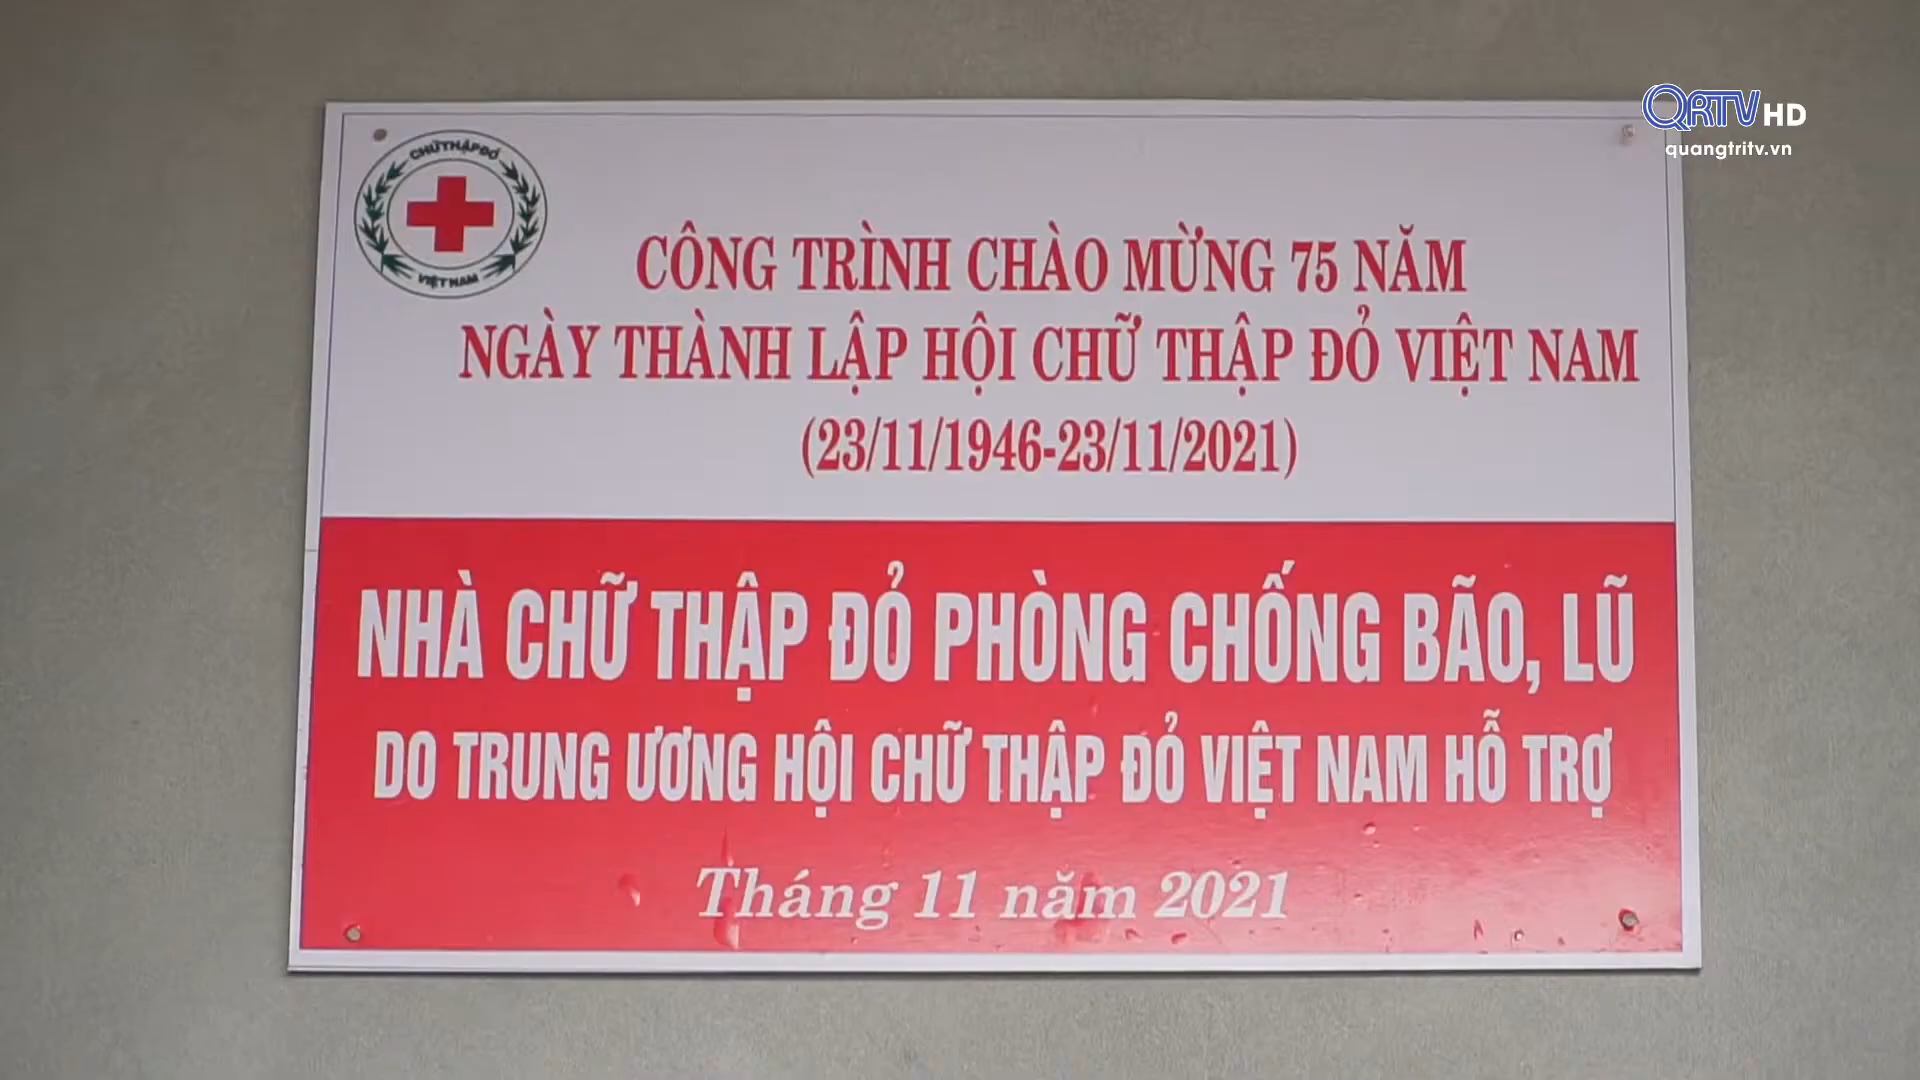 QRTV HD
quangtritv.vn
CHỮ THẬP ĐỎ
VIỆT NAM
CÔNG TRÌNH CHÀO MỪNG 75 NĂM
NGÀY THÀNH LẬP HỘI CHỮ THẬP ĐỎ VIỆT NAM
(23/11/1946-23/11/2021)
NHÀ CHỮ THẬP ĐỎ PHÒNG CHỐNG BÃO, LŨ
DO TRUNG ƯƠNG HỘI CHỮ THẬP ĐỎ VIỆT NAM HỖ TRỢ
Tháng 11 năm 2021